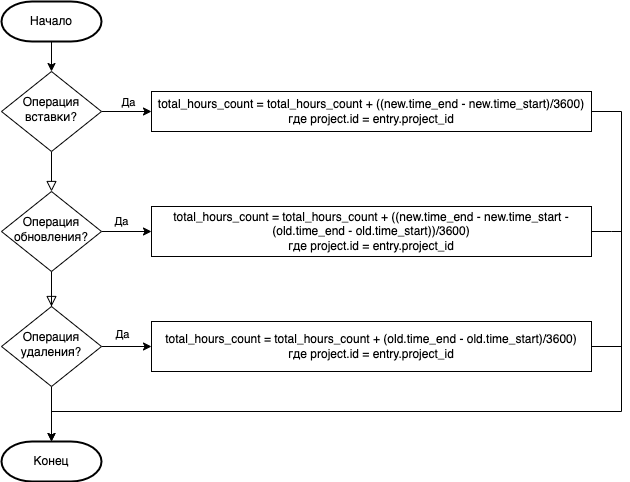 Начало
Операция
вставки?
Да
total_hours_count = total_hours_count + ((new.time_end - new.time_start)/3600)
где project.id = entry.project_id
Операция
обновления?
Да
total_hours_count = total_hours_count + ((new.time_end - new.time_start -
(old.time_end - old.time_start))/3600)
где project.id = entry.project_id
Операция
удаления?
Да
total_hours_count = total_hours_count + (old.time_end - old.time_start)/3600)
где project.id = entry.project_id
Конец